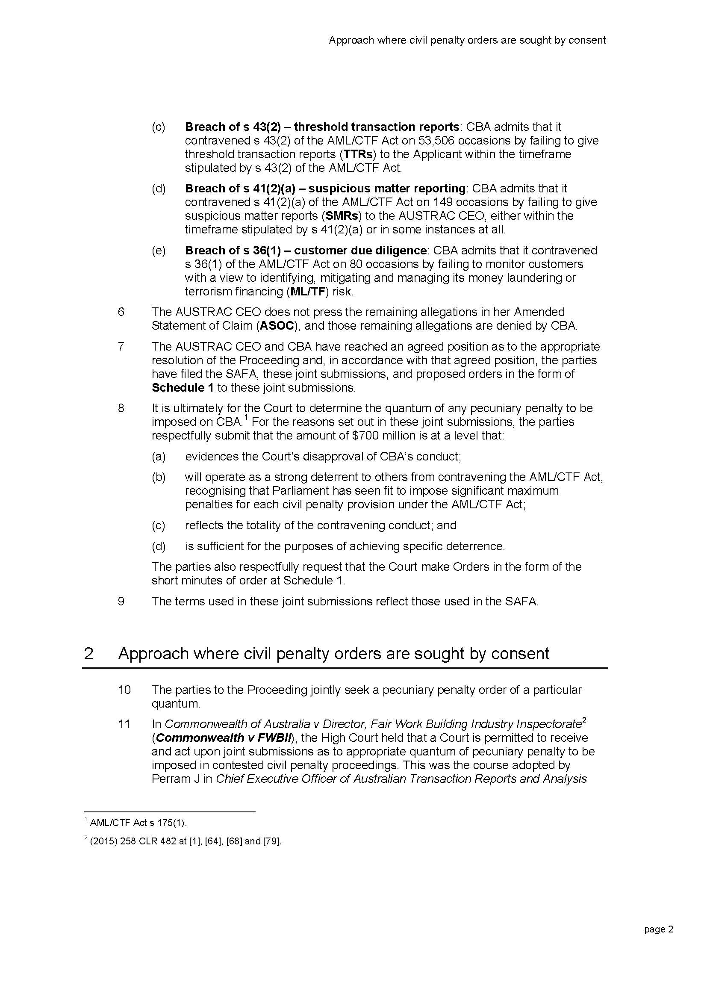 Approach where civil penalty orders are sought by consent
(c) Breach of s 43(2) – threshold transaction reports: CBA admits that it
contravened s 43(2) of the AML/CTF Act on 53,506 occasions by failing to give
threshold transaction reports (TTRs) to the Applicant within the timeframe
stipulated by s 43(2) of the AML/CTF Act.
(d) Breach of s 41(2)(a) – suspicious matter reporting: CBA admits that it
contravened s 41(2)(a) of the AML/CTF Act on 149 occasions by failing to give
suspicious matter reports (SMRs) to the AUSTRAC CEO, either within the
timeframe stipulated by s 41(2)(a) or in some instances at all.
(e) Breach of s 36(1) – customer due diligence: CBA admits that it contravened
s 36(1) of the AML/CTF Act on 80 occasions by failing to monitor customers
with a view to identifying, mitigating and managing its money laundering or
terrorism financing (ML/TF) risk.
6 The AUSTRAC CEO does not press the remaining allegations in her Amended
Statement of Claim (ASOC), and those remaining allegations are denied by CBA.
7 The AUSTRAC CEO and CBA have reached an agreed position as to the appropriate
resolution of the Proceeding and, in accordance with that agreed position, the parties
have filed the SAFA, these joint submissions, and proposed orders in the form of
Schedule 1 to these joint submissions.
8 It is ultimately for the Court to determine the quantum of any pecuniary penalty to be
imposed on CBA.1 For the reasons set out in these joint submissions, the parties
respectfully submit that the amount of $700 million is at a level that:
(a) evidences the Court's disapproval of CBA's conduct;
(b) will operate as a strong deterrent to others from contravening the AML/CTF Act,
recognising that Parliament has seen fit to impose significant maximum
penalties for each civil penalty provision under the AML/CTF Act;
(c) reflects the totality of the contravening conduct; and
(d) is sufficient for the purposes of achieving specific deterrence.
The parties also respectfully request that the Court make Orders in the form of the
short minutes of order at Schedule 1.
9 The terms used in these joint submissions reflect those used in the SAFA.
2 Approach where civil penalty orders are sought by consent
10 The parties to the Proceeding jointly seek a pecuniary penalty order of a particular
quantum.
11 In Commonwealth of Australia v Director, Fair Work Building Industry Inspectorate2
(Commonwealth v FWBII), the High Court held that a Court is permitted to receive
and act upon joint submissions as to appropriate quantum of pecuniary penalty to be
imposed in contested civil penalty proceedings. This was the course adopted by
Perram J in Chief Executive Officer of Australian Transaction Reports and Analysis
1 AML/CTF Act s 175(1).
2 (2015) 258 CLR 482 at [1], [64], [68] and [79].
page 2